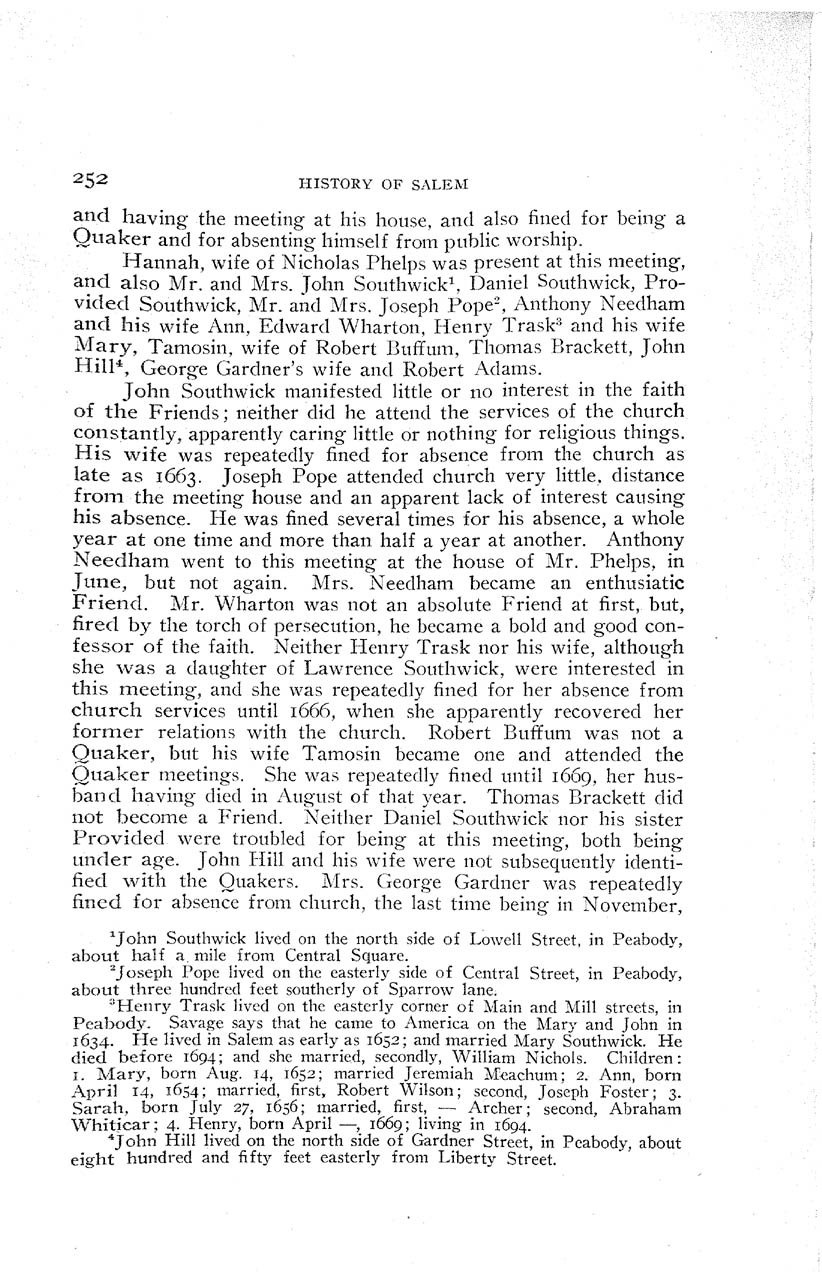 252 HISTORY OF SALEM
and having the meeting at his house, and also fined for being a
Quaker and for absenting himself from public worship.
Hannah, wife of Nicholas Phelps was present at this meeting,
and also Mr. and Mrs. John Southwick¹, Daniel Southwick, Pro-
vided Southwick, Mr. and Mrs. Joseph Pope², Anthony Needham
and his wife Ann, Edward Wharton, Henry Trask³ and his wife
Mary, Tamosin, wife of Robert Buffum, Thomas Brackett, John
Hill⁴, George Gardner's wife and Robert Adams.
John Southwick manifested little or no interest in the faith
of the Friends; neither did he attend the services of the church
constantly, apparently caring little or nothing for religious things.
His wife was repeatedly fined for absence from the church as
late as 1663. Joseph Pope attended church very little, distance
from the meeting house and an apparent lack of interest causing
his absence. He was fined several times for his absence, a whole
year at one time and more than half a year at another. Anthony
Needham went to this meeting at the house of Mr. Phelps, in
June, but not again. Mrs. Needham became an enthusiatic
Friend. Mr. Wharton was not an absolute Friend at first, but,
fired by the torch of persecution, he became a bold and good con-
fessor of the faith. Neither Henry Trask nor his wife, although
she was a daughter of Lawrence Southwick, were interested in
this meeting, and she was repeatedly fined for her absence from
church services until 1666, when she apparently recovered her
former relations with the church. Robert Buffum was not a
Quaker, but his wife Tamosin became one and attended the
Quaker meetings. She was repeatedly fined until 1669, her hus-
band having died in August of that year. Thomas Brackett did
not become a Friend. Neither Daniel Southwick nor his sister
Provided were troubled for being at this meeting, both being
under age. John Hill and his wife were not subsequently identi-
fied with the Quakers. Mrs. George Gardner was repeatedly
fined for absence from church, the last time being in November,
¹John Southwick lived on the north side of Lowell Street, in Peabody,
about half a mile from Central Square.
²Joseph Pope lived on the easterly side of Central Street, in Peabody,
about three hundred feet southerly of Sparrow lane.
³Henry Trask lived on the easterly corner of Main and Mill streets, in
Peabody. Savage says that he came to America on the Mary and John in
1634. He lived in Salem as early as 1652; and married Mary Southwick. He
died before 1694; and she married, secondly, William Nichols. Children:
1. Mary, born Aug. 14, 1652; married Jeremiah Meachum; 2. Ann, born
April 14, 1654; married, first, Robert Wilson; second, Joseph Foster; 3.
Sarah, born July 27, 1656; married, first, — Archer; second, Abraham
Whiticar; 4. Henry, born April —, 1669; living in 1694.
⁴John Hill lived on the north side of Gardner Street, in Peabody, about
eight hundred and fifty feet easterly from Liberty Street.